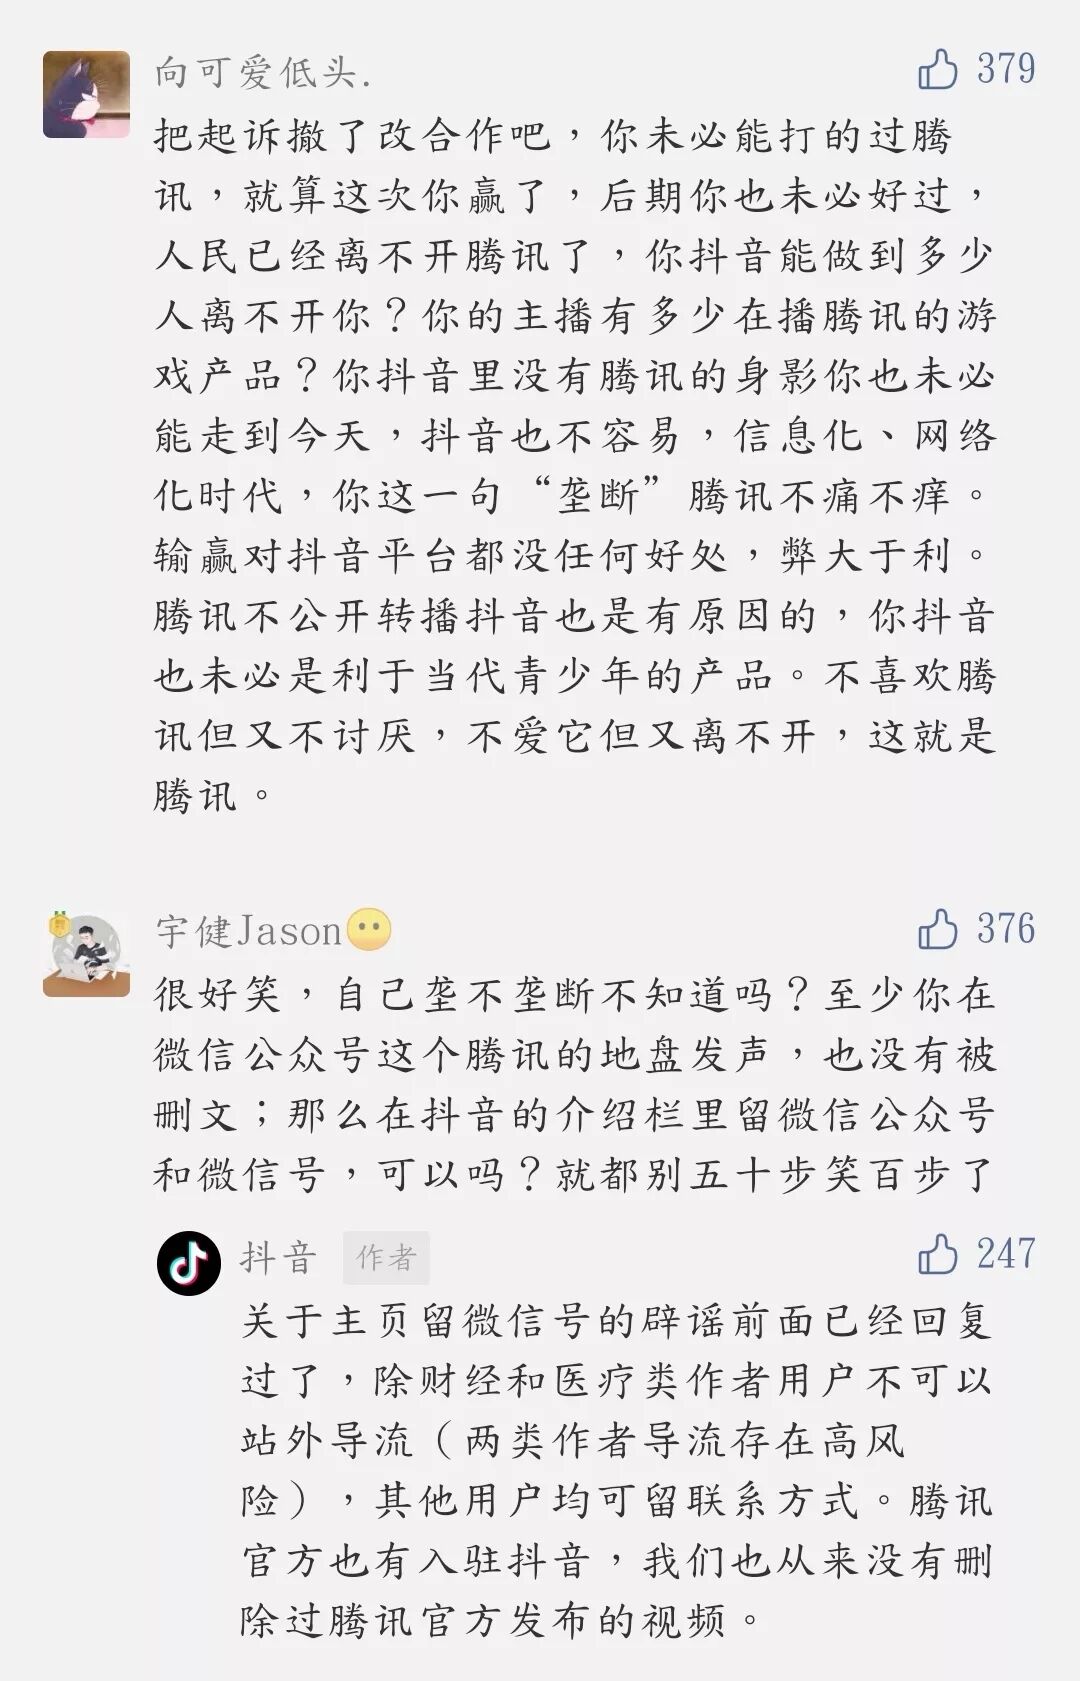 向可爱低头.
379
把起诉撤了改合作吧，你未必能打的过腾
讯，就算这次你赢了，后期你也未必好过，
人民已经离不开腾讯了，你抖音能做到多少
人离不开你？你的主播有多少在播腾讯的游
戏产品？你抖音里没有腾讯的身影你也未必
能走到今天，抖音也不容易，信息化、网络
化时代，你这一句“垄断”腾讯不痛不痒。
输赢对抖音平台都没任何好处，弊大于利。
腾讯不公开转播抖音也是有原因的，你抖音
也未必是利于当代青少年的产品。不喜欢腾
讯但又不讨厌，不爱它但又离不开，这就是
腾讯。
宇健Jason😶
376
很好笑，自己垄不垄断不知道吗？至少你在
微信公众号这个腾讯的地盘发声，也没有被
删文；那么在抖音的介绍栏里留微信公众号
和微信号，可以吗？就都别五十步笑百步了
抖音 作者
247
关于主页留微信号的辟谣前面已经回复
过了，除财经和医疗类作者用户不可以
站外导流（两类作者导流存在高风
险），其他用户均可留联系方式。腾讯
官方也有入驻抖音，我们也从来没有删
除过腾讯官方发布的视频。